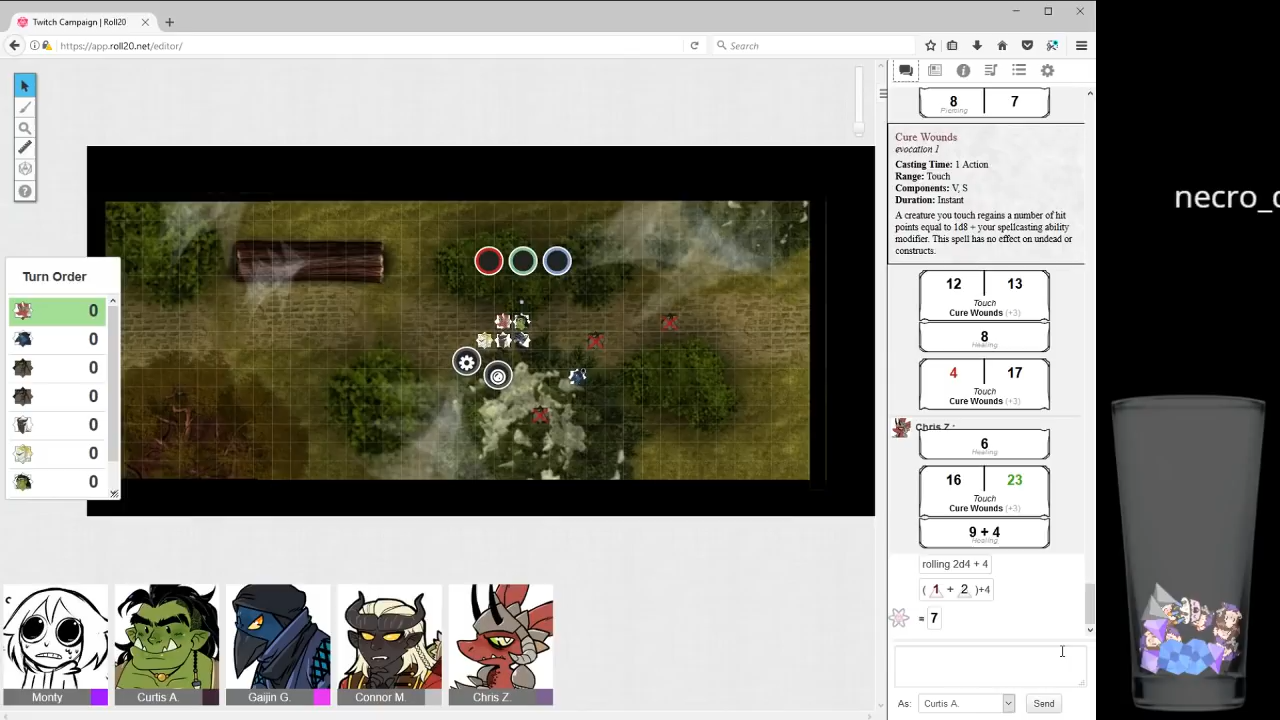 Twitch Campaign | Roll20
https://app.roll20.net/editor/
Search
Turn Order
0
0
0
0
0
0
0
Monty
Curtis A.
Gaijin G.
Connor M.
Chris Z.
8 7
Piercing
Cure Wounds
evocation 1
Casting Time: 1 Action
Range: Touch
Components: V, S
Duration: Instant
A creature you touch regains a number of hit
points equal to 1d8 + your spellcasting ability
modifier. This spell has no effect on undead or
constructs.
12 13
Touch
Cure Wounds (+3)
8
Healing
4 17
Touch
Cure Wounds (+3)
Chris Z.:
6
Healing
16 23
Touch
Cure Wounds (+3)
9 + 4
Healing
rolling 2d4 + 4
( 1 + 2 )+4
= 7
As: Curtis A. Send
necro_